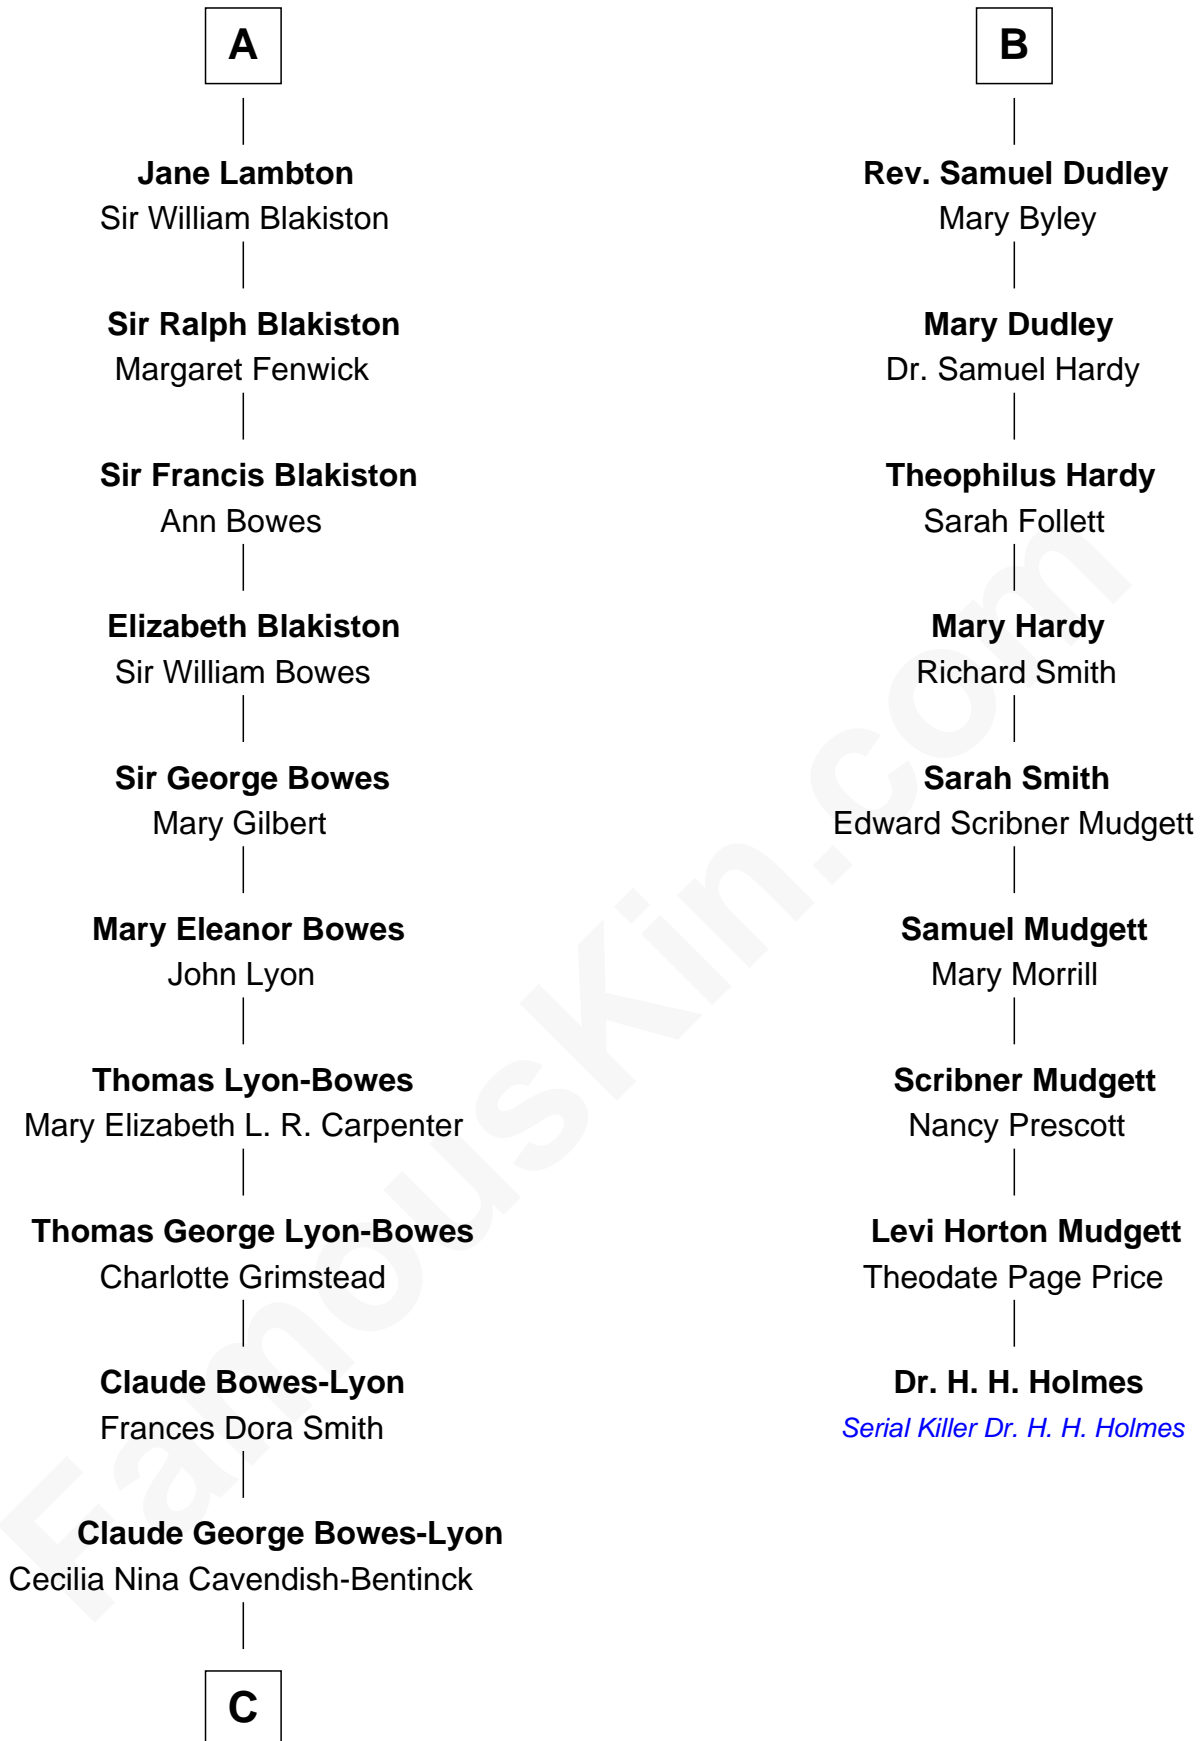 A
Jane Lambton
Sir William Blakiston
Sir Ralph Blakiston
Margaret Fenwick
Sir Francis Blakiston
Ann Bowes
Elizabeth Blakiston
Sir William Bowes
Sir George Bowes
Mary Gilbert
Mary Eleanor Bowes
John Lyon
Thomas Lyon-Bowes
Mary Elizabeth L. R. Carpenter
Thomas George Lyon-Bowes
Charlotte Grimstead
Claude Bowes-Lyon
Frances Dora Smith
Claude George Bowes-Lyon
Cecilia Nina Cavendish-Bentinck
C
B
Rev. Samuel Dudley
Mary Byley
Mary Dudley
Dr. Samuel Hardy
Theophilus Hardy
Sarah Follett
Mary Hardy
Richard Smith
Sarah Smith
Edward Scribner Mudgett
Samuel Mudgett
Mary Morrill
Scribner Mudgett
Nancy Prescott
Levi Horton Mudgett
Theodate Page Price
Dr. H. H. Holmes
Serial Killer Dr. H. H. Holmes
FamousKin.com